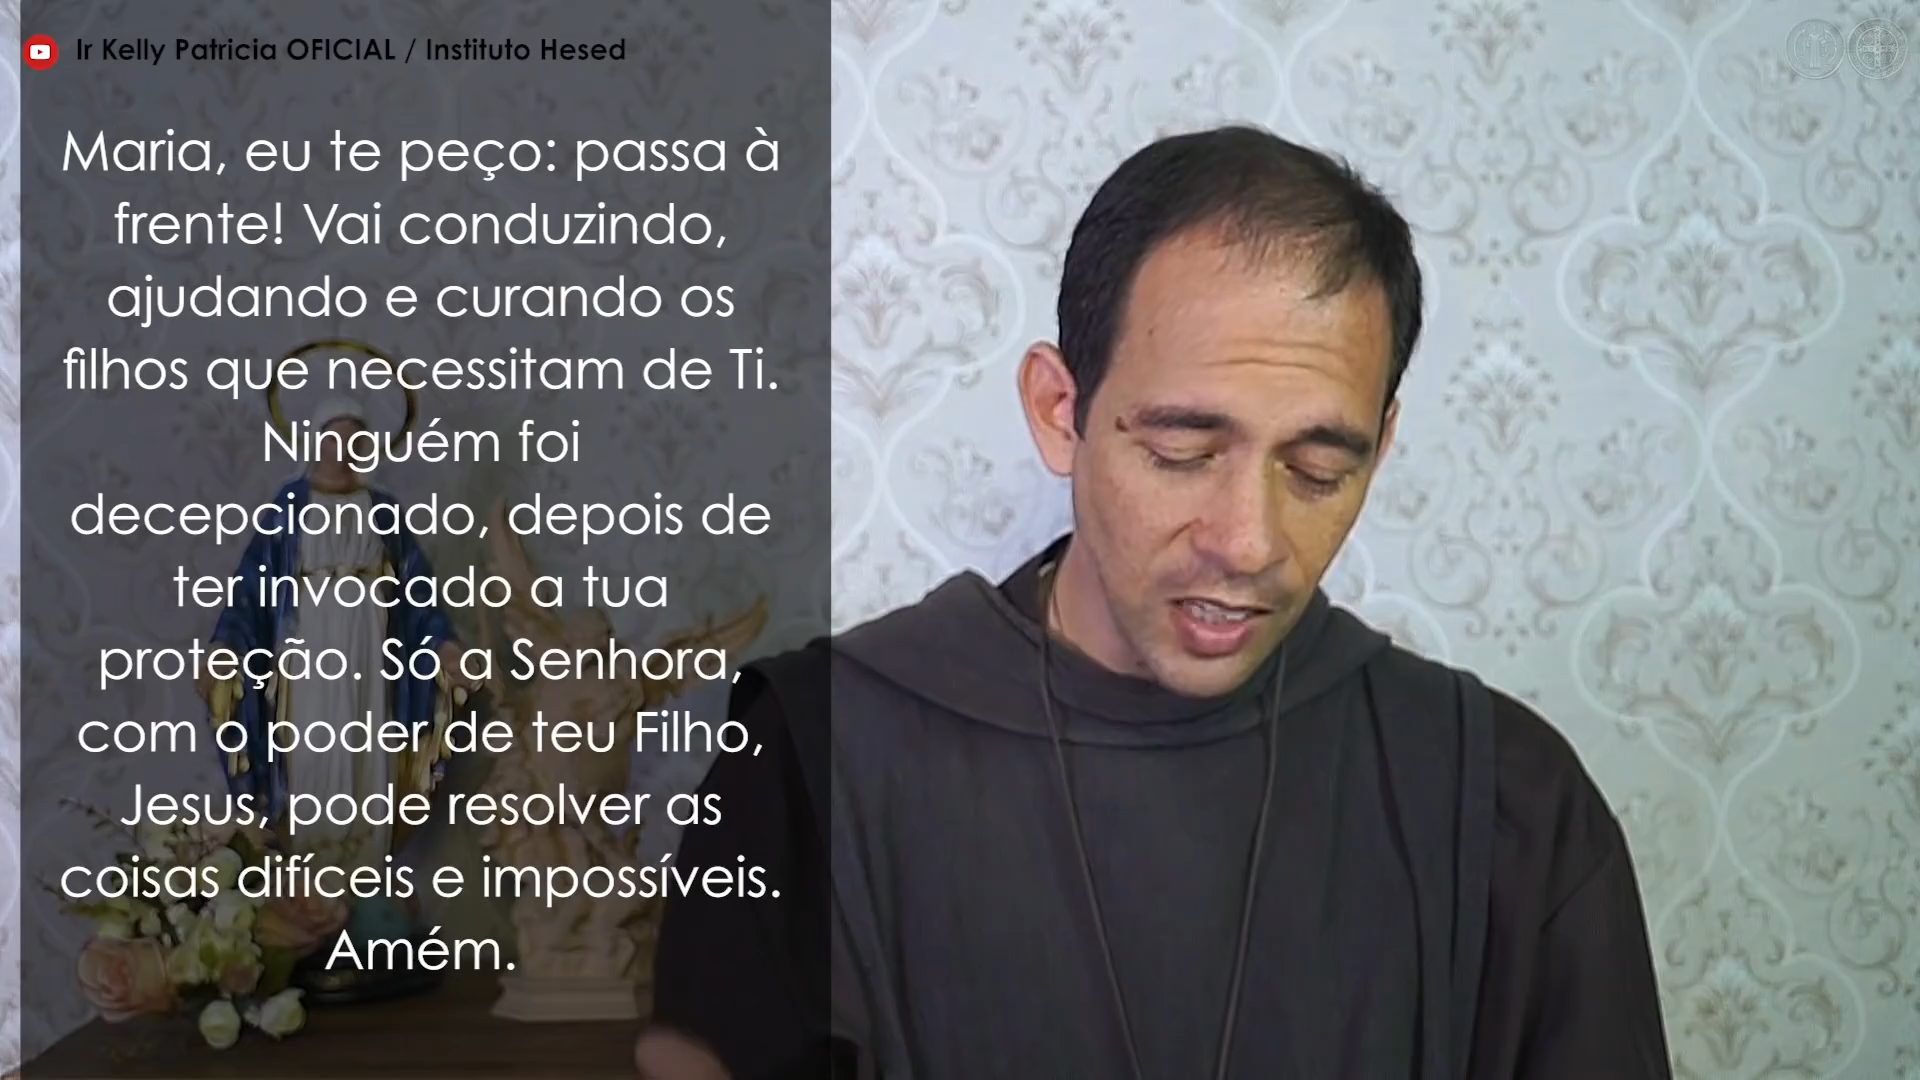 Ir Kelly Patricia OFICIAL / Instituto Hesed
Maria, eu te peço: passa à
frente! Vai conduzindo,
ajudando e curando os
filhos que necessitam de Ti.
Ninguém foi
decepcionado, depois de
ter invocado a tua
proteção. Só a Senhora,
com o poder de teu Filho,
Jesus, pode resolver as
coisas difíceis e impossíveis.
Amém.